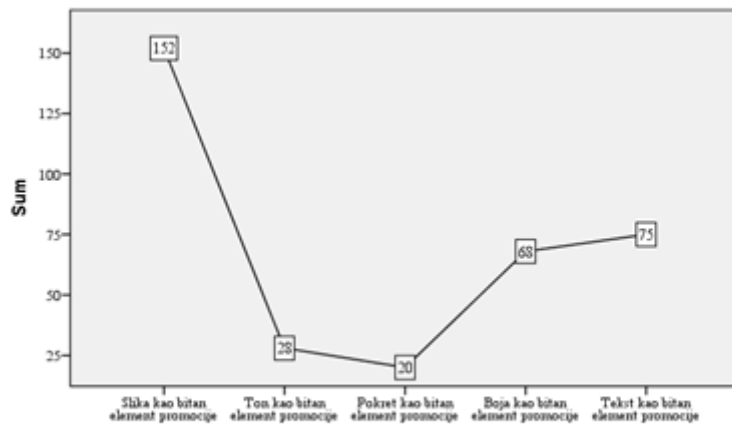 150
125
100
75
50
25
Sum
152
28
20
68
75
Slika kao bitan
element promocije
Ton kao bitan
element promocije
Pokret kao bitan
element promocije
Boja kao bitan
element promocije
Tekst kao bitan
element promocije